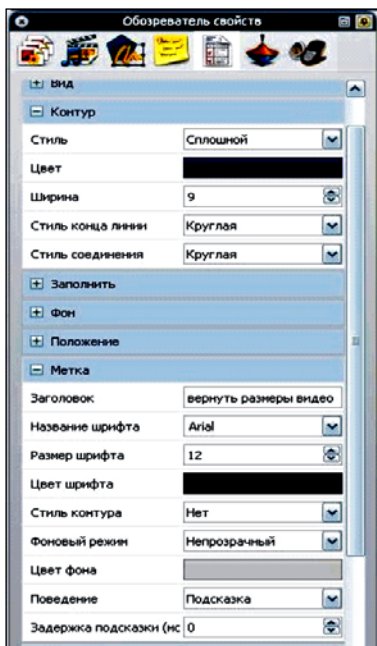 Обозреватель свойств
Вид
Контур
Стиль Сплошной
Цвет
Ширина 9
Стиль конца линии Круглая
Стиль соединения Круглая
Заполнить
Фон
Положение
Метка
Заголовок вернуть размеры видео
Название шрифта Arial
Размер шрифта 12
Цвет шрифта
Стиль контура Нет
Фоновый режим Непрозрачный
Цвет фона
Поведение Подсказка
Задержка подсказки (мс 0